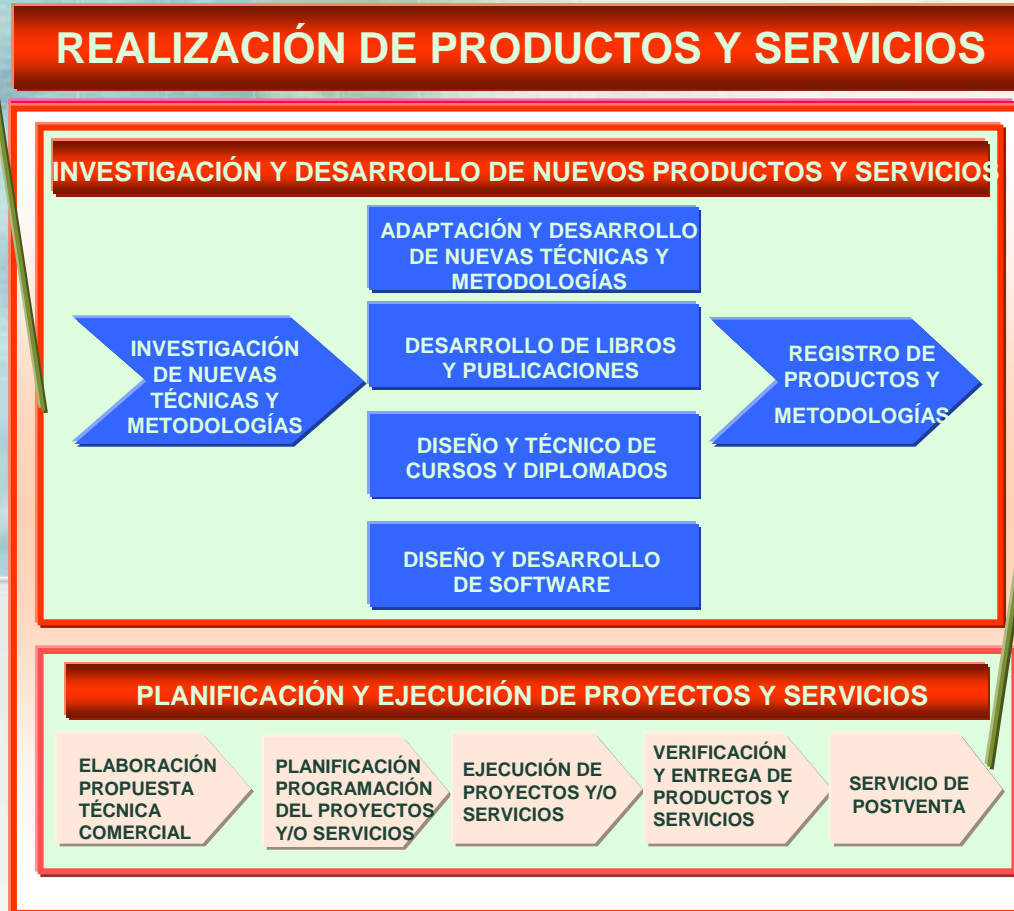 REALIZACIÓN DE PRODUCTOS Y SERVICIOS
INVESTIGACIÓN Y DESARROLLO DE NUEVOS PRODUCTOS Y SERVICIOS
INVESTIGACIÓN
DE NUEVAS
TÉCNICAS Y
METODOLOGÍAS
ADAPTACIÓN Y DESARROLLO
DE NUEVAS TÉCNICAS Y
METODOLOGÍAS
DESARROLLO DE LIBROS
Y PUBLICACIONES
DISEÑO Y TÉCNICO DE
CURSOS Y DIPLOMADOS
DISEÑO Y DESARROLLO
DE SOFTWARE
REGISTRO DE
PRODUCTOS Y
METODOLOGÍAS
PLANIFICACIÓN Y EJECUCIÓN DE PROYECTOS Y SERVICIOS
ELABORACIÓN
PROPUESTA
TÉCNICA
COMERCIAL
PLANIFICACIÓN
PROGRAMACIÓN
DEL PROYECTOS
Y/O SERVICIOS
EJECUCIÓN DE
PROYECTOS Y/O
SERVICIOS
VERIFICACIÓN
Y ENTREGA DE
PRODUCTOS Y
SERVICIOS
SERVICIO DE
POSTVENTA